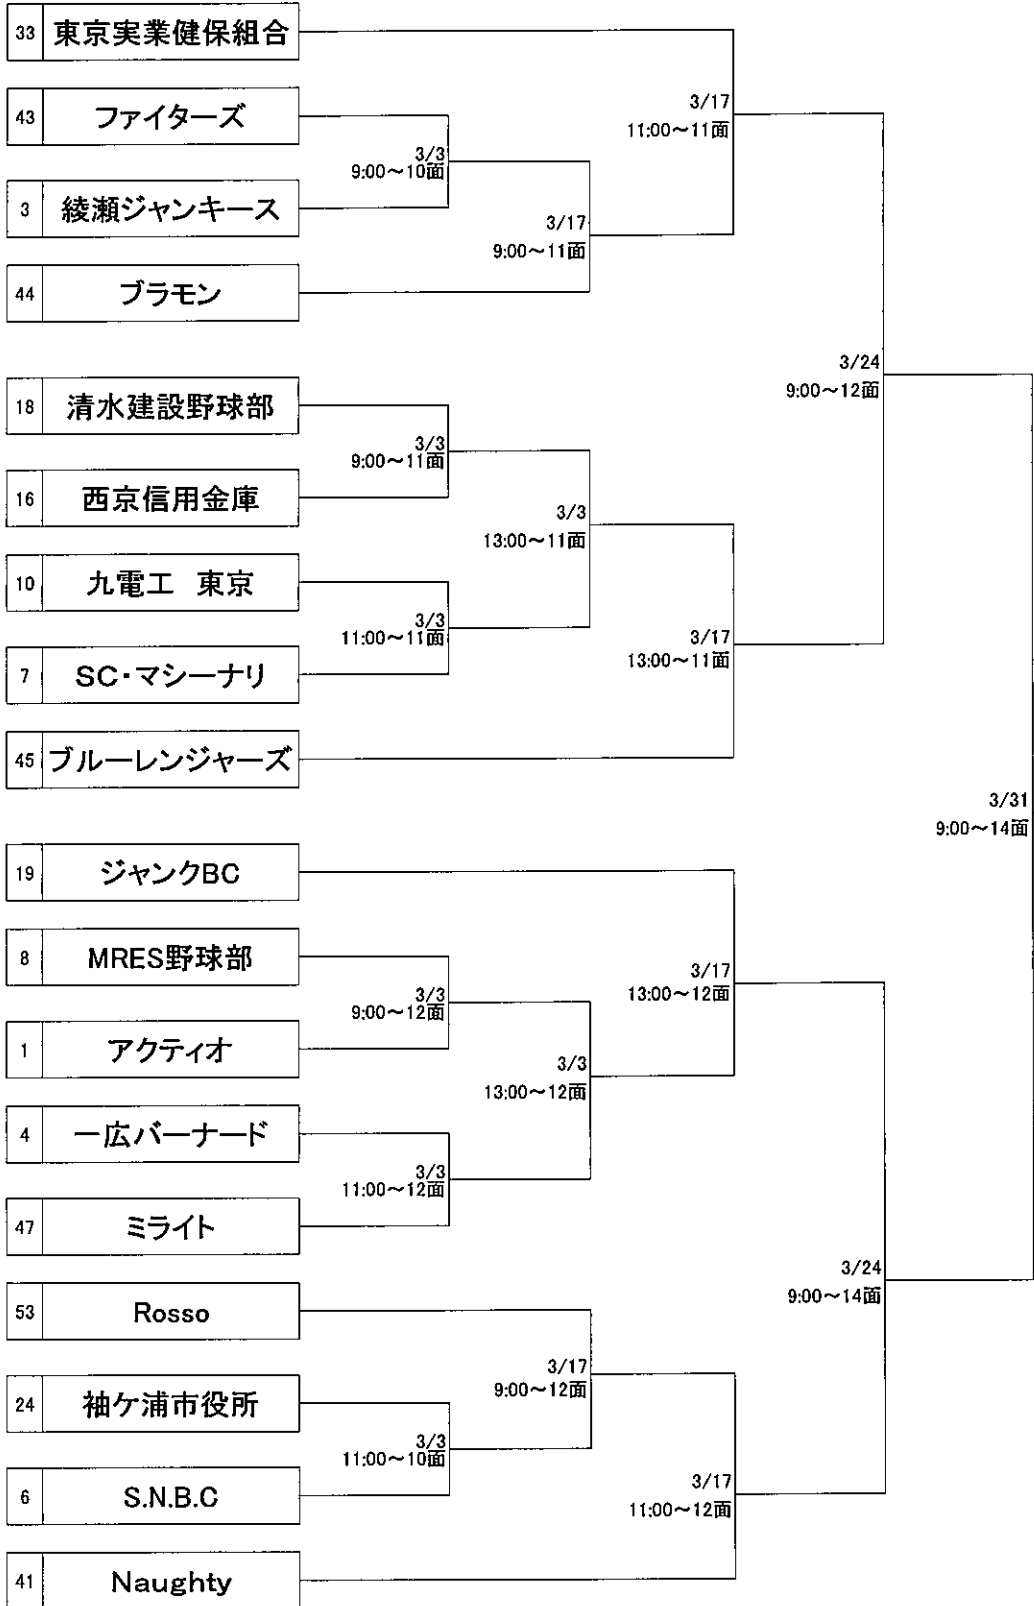 33 東京実業健保組合
43 ファイターズ
3 綾瀬ジャンキース
44 ブラモン
18 清水建設野球部
16 西京信用金庫
10 九電工 東京
7 SC・マシーナリ
45 ブルーレンジャーズ
19 ジャンクBC
8 MRES野球部
1 アクティオ
4 一広バーナード
47 ミライト
53 Rosso
24 袖ケ浦市役所
6 S.N.B.C
41 Naughty
3/3
9:00～10面
3/3
9:00～11面
3/3
11:00～11面
3/3
9:00～12面
3/3
11:00～12面
3/3
11:00～10面
3/17
9:00～11面
3/3
13:00～11面
3/3
13:00～12面
3/17
9:00～12面
3/17
11:00～11面
3/17
13:00～11面
3/17
13:00～12面
3/17
11:00～12面
3/24
9:00～12面
3/24
9:00～14面
3/31
9:00～14面